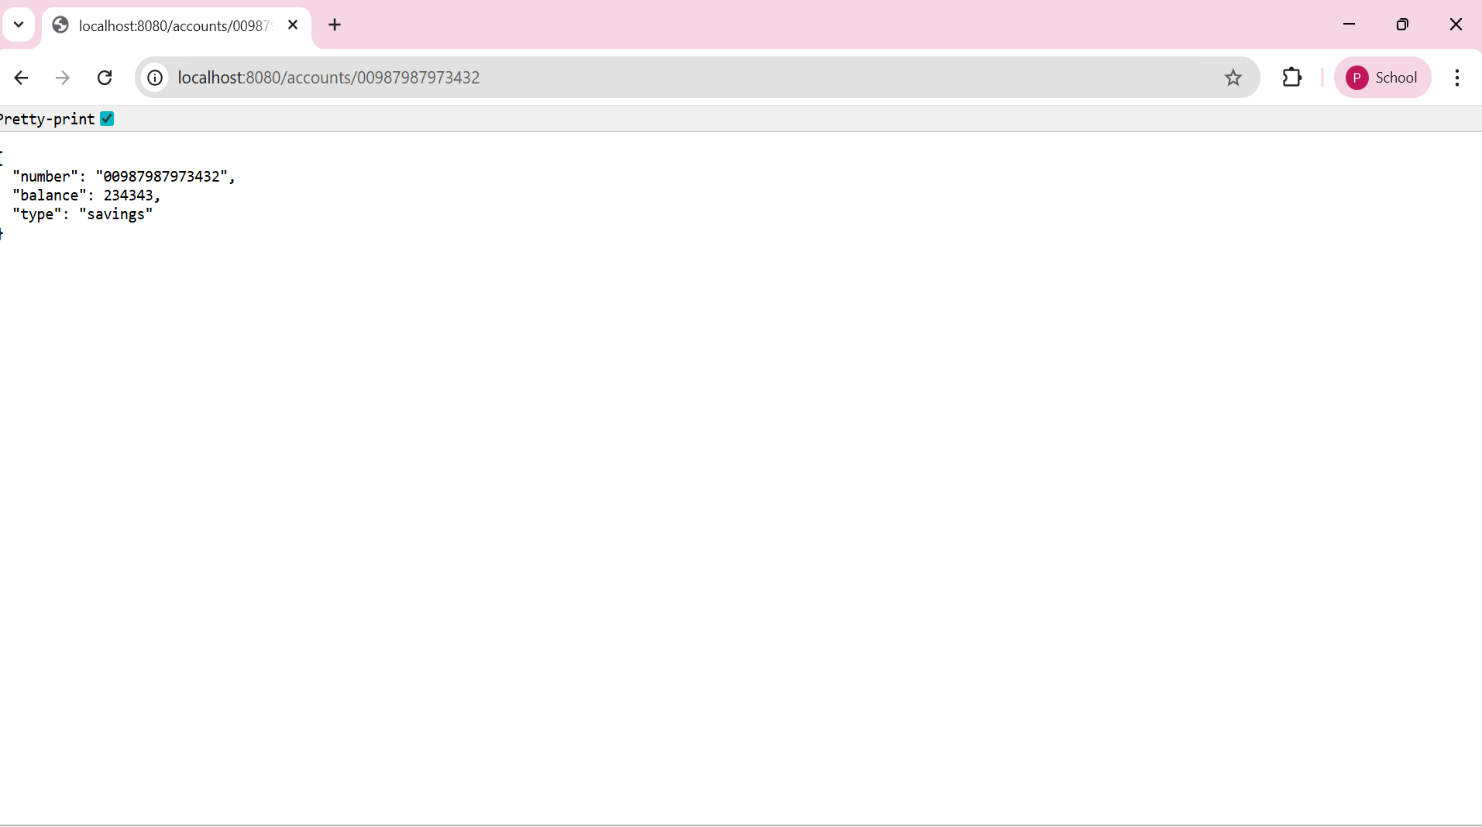 localhost:8080/accounts/00987
localhost:8080/accounts/00987987973432
P School
Pretty-print
{
"number": "00987987973432",
"balance": 234343,
"type": "savings"
}